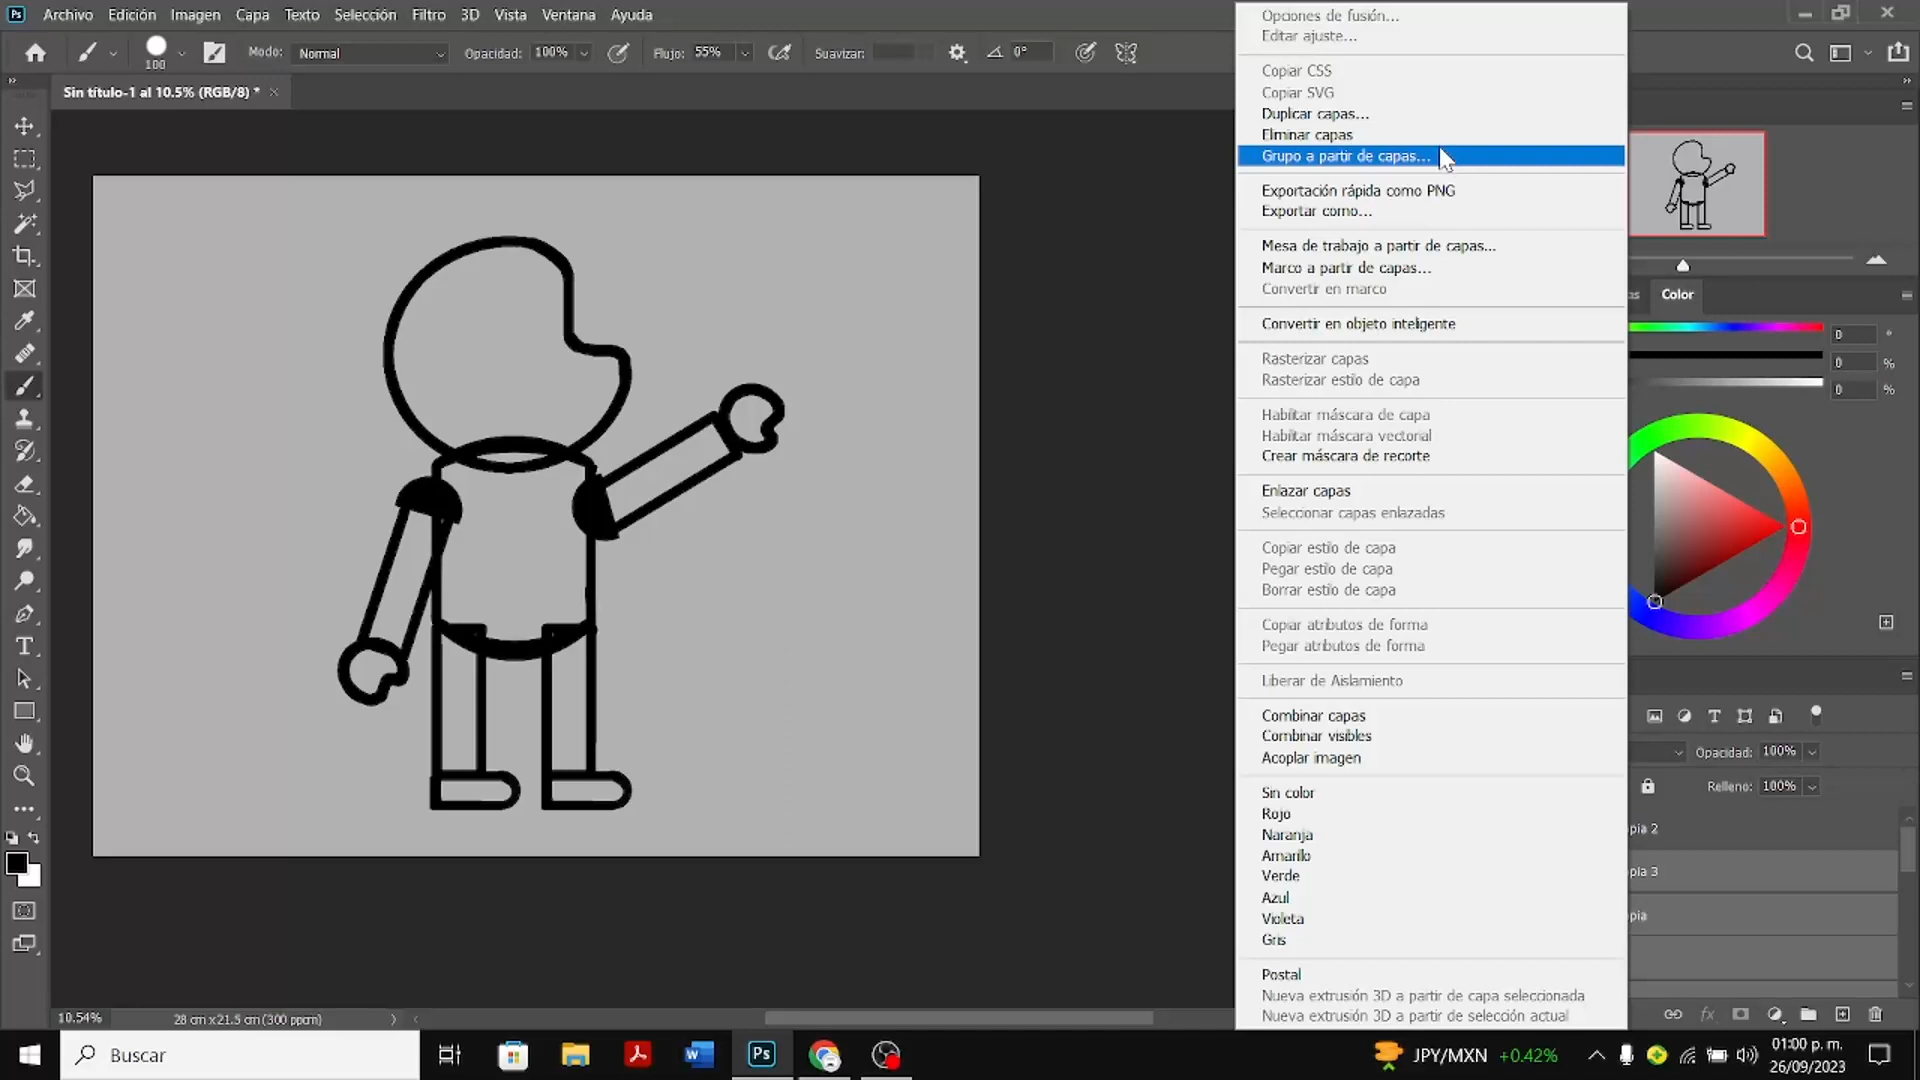 Ps Archivo Edición Imagen Capa Texto Selección Filtro 3D Vista Ventana Ayuda
100 Modo: Normal Opacidad: 100% Flujo: 55% Suavizar: 0°
Sin título-1 al 10.5% (RGB/8) *
Opciones de fusión...
Editar ajuste...
Copiar CSS
Copiar SVG
Duplicar capas...
Eliminar capas
Grupo a partir de capas...
Exportación rápida como PNG
Exportar como...
Mesa de trabajo a partir de capas...
Marco a partir de capas...
Convertir en marco
Convertir en objeto inteligente
Rasterizar capas
Rasterizar estilo de capa
Habilitar máscara de capa
Habilitar máscara vectorial
Crear máscara de recorte
Enlazar capas
Seleccionar capas enlazadas
Copiar estilo de capa
Pegar estilo de capa
Borrar estilo de capa
Copiar atributos de forma
Pegar atributos de forma
Liberar de Aislamiento
Combinar capas
Combinar visibles
Acoplar imagen
Sin color
Rojo
Naranja
Amarillo
Verde
Azul
Violeta
Gris
Postal
Nueva extrusión 3D a partir de capa seleccionada
Nueva extrusión 3D a partir de selección actual
as Color
0 °
0 %
0 %
Opacidad: 100%
Relleno: 100%
pia 2
pia 3
pia
10.54% 28 cm x 21.5 cm (300 ppcm)
Buscar
JPY/MXN +0.42%
01:00 p. m.
26/09/2023